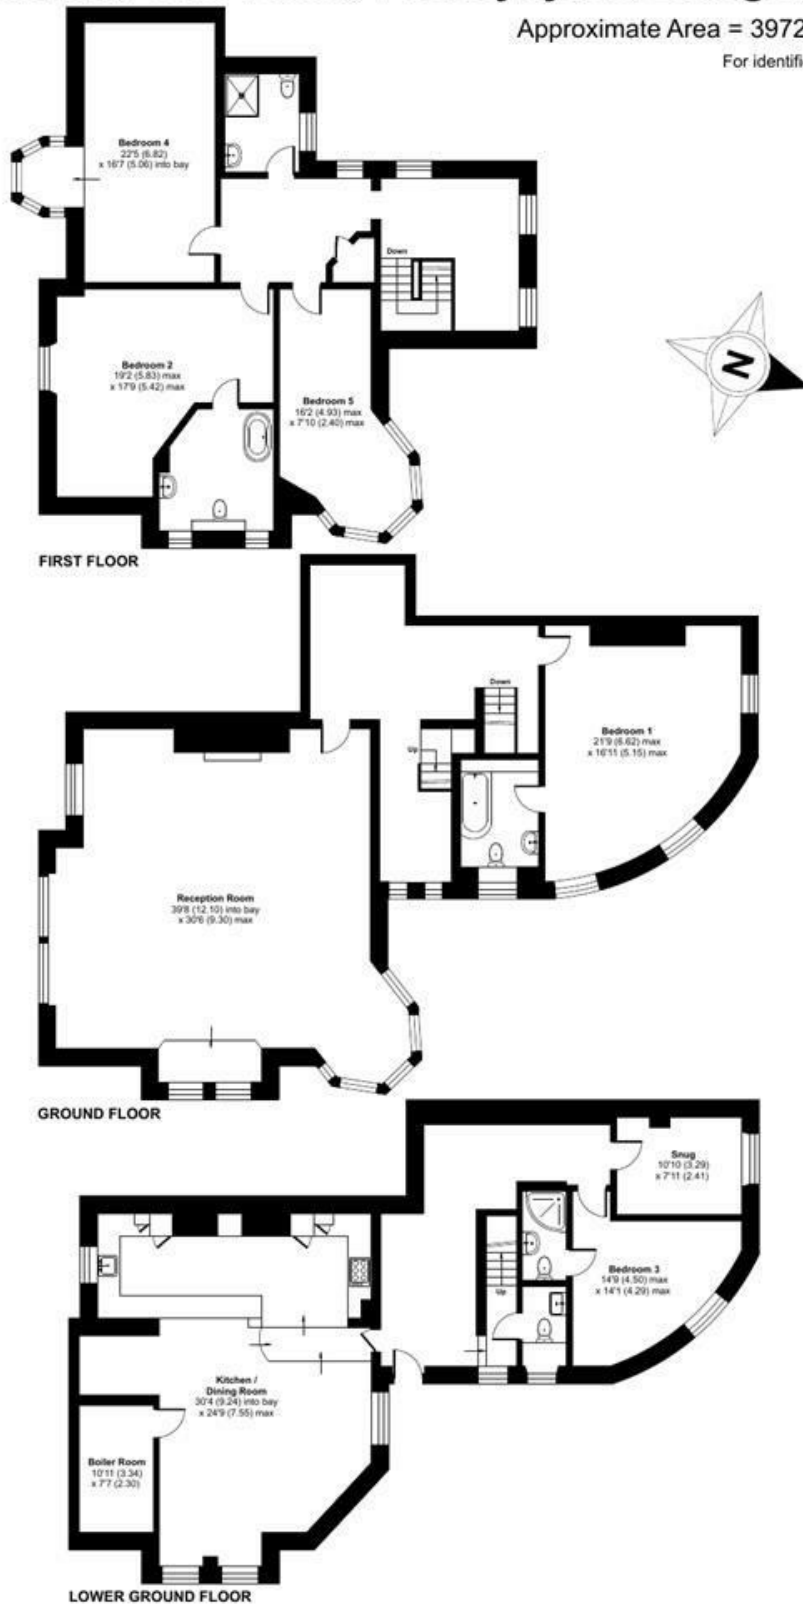 Approximate Area = 3972
For identifi
Bedroom 4
22'5 (6.82)
x 16'7 (5.06) into bay
Down
Bedroom 2
19'2 (5.83) max
x 17'9 (5.42) max
Bedroom 5
16'2 (4.93) max
x 7'10 (2.40) max
N
FIRST FLOOR
Down
Up
Bedroom 1
21'9 (6.62) max
x 16'11 (5.15) max
Reception Room
39'8 (12.10) into bay
x 30'6 (9.30) max
GROUND FLOOR
Snug
10'10 (3.29)
x 7'11 (2.41)
Bedroom 3
14'9 (4.50) max
x 14'1 (4.29) max
Up
Kitchen /
Dining Room
30'4 (9.24) into bay
x 24'9 (7.55) max
Boiler Room
10'11 (3.34)
x 7'7 (2.30)
LOWER GROUND FLOOR